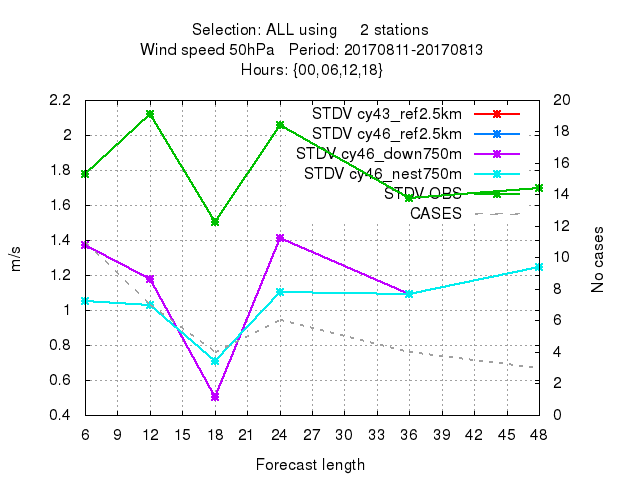 Selection: ALL using 2 stations
Wind speed 50hPa Period: 20170811-20170813
Hours: {00,06,12,18}
2.2
2
1.8
1.6
1.4
1.2
1
0.8
0.6
0.4
20
18
16
14
12
10
8
6
4
2
0
STDV cy43_ref2.5km
STDV cy46_ref2.5km
STDV cy46_down750m
STDV cy46_nest750m
STDV OBS
CASES
m/s
No cases
6 9 12 15 18 21 24 27 30 33 36 39 42 45 48
Forecast length